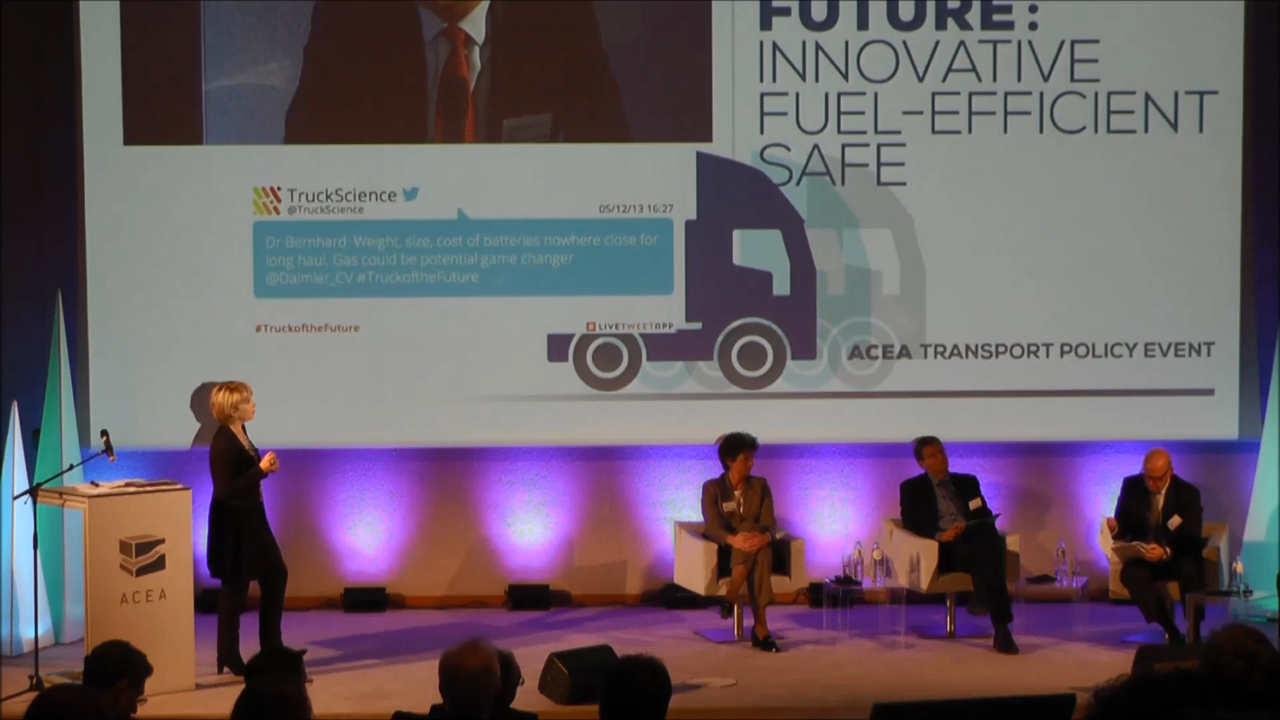 FUTURE:
INNOVATIVE
FUEL-EFFICIENT
SAFE
TruckScience
@TruckScience
05/12/13 16:27
Dr Bernhard: Weight, size, cost of batteries nowhere close for
long haul. Gas could be potential game changer
@Daimler_CV #TruckoftheFuture
#TruckoftheFuture
LIVETWEETAPP
ACEA TRANSPORT POLICY EVENT
ACEA